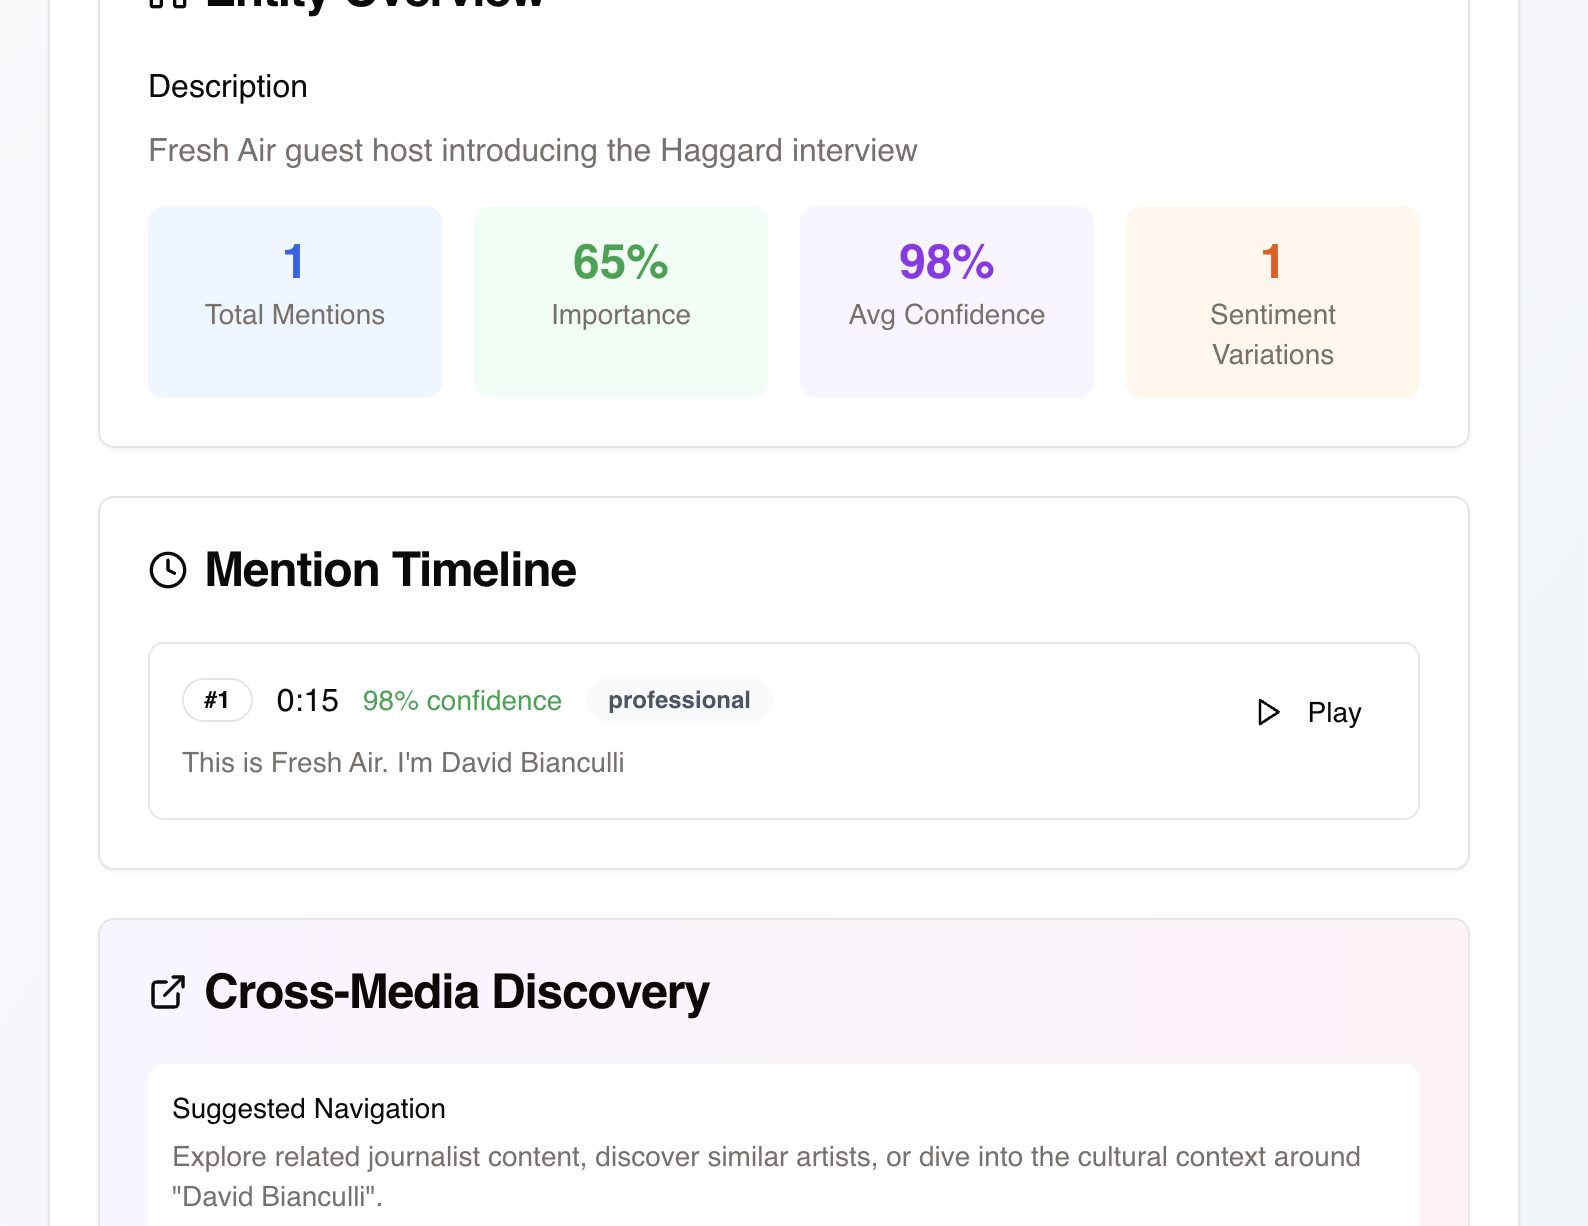 Entity Overview
Description
Fresh Air guest host introducing the Haggard interview
1
Total Mentions
65%
Importance
98%
Avg Confidence
1
Sentiment
Variations
Mention Timeline
#1 0:15 98% confidence professional
Play
This is Fresh Air. I'm David Bianculli
Cross-Media Discovery
Suggested Navigation
Explore related journalist content, discover similar artists, or dive into the cultural context around
"David Bianculli".